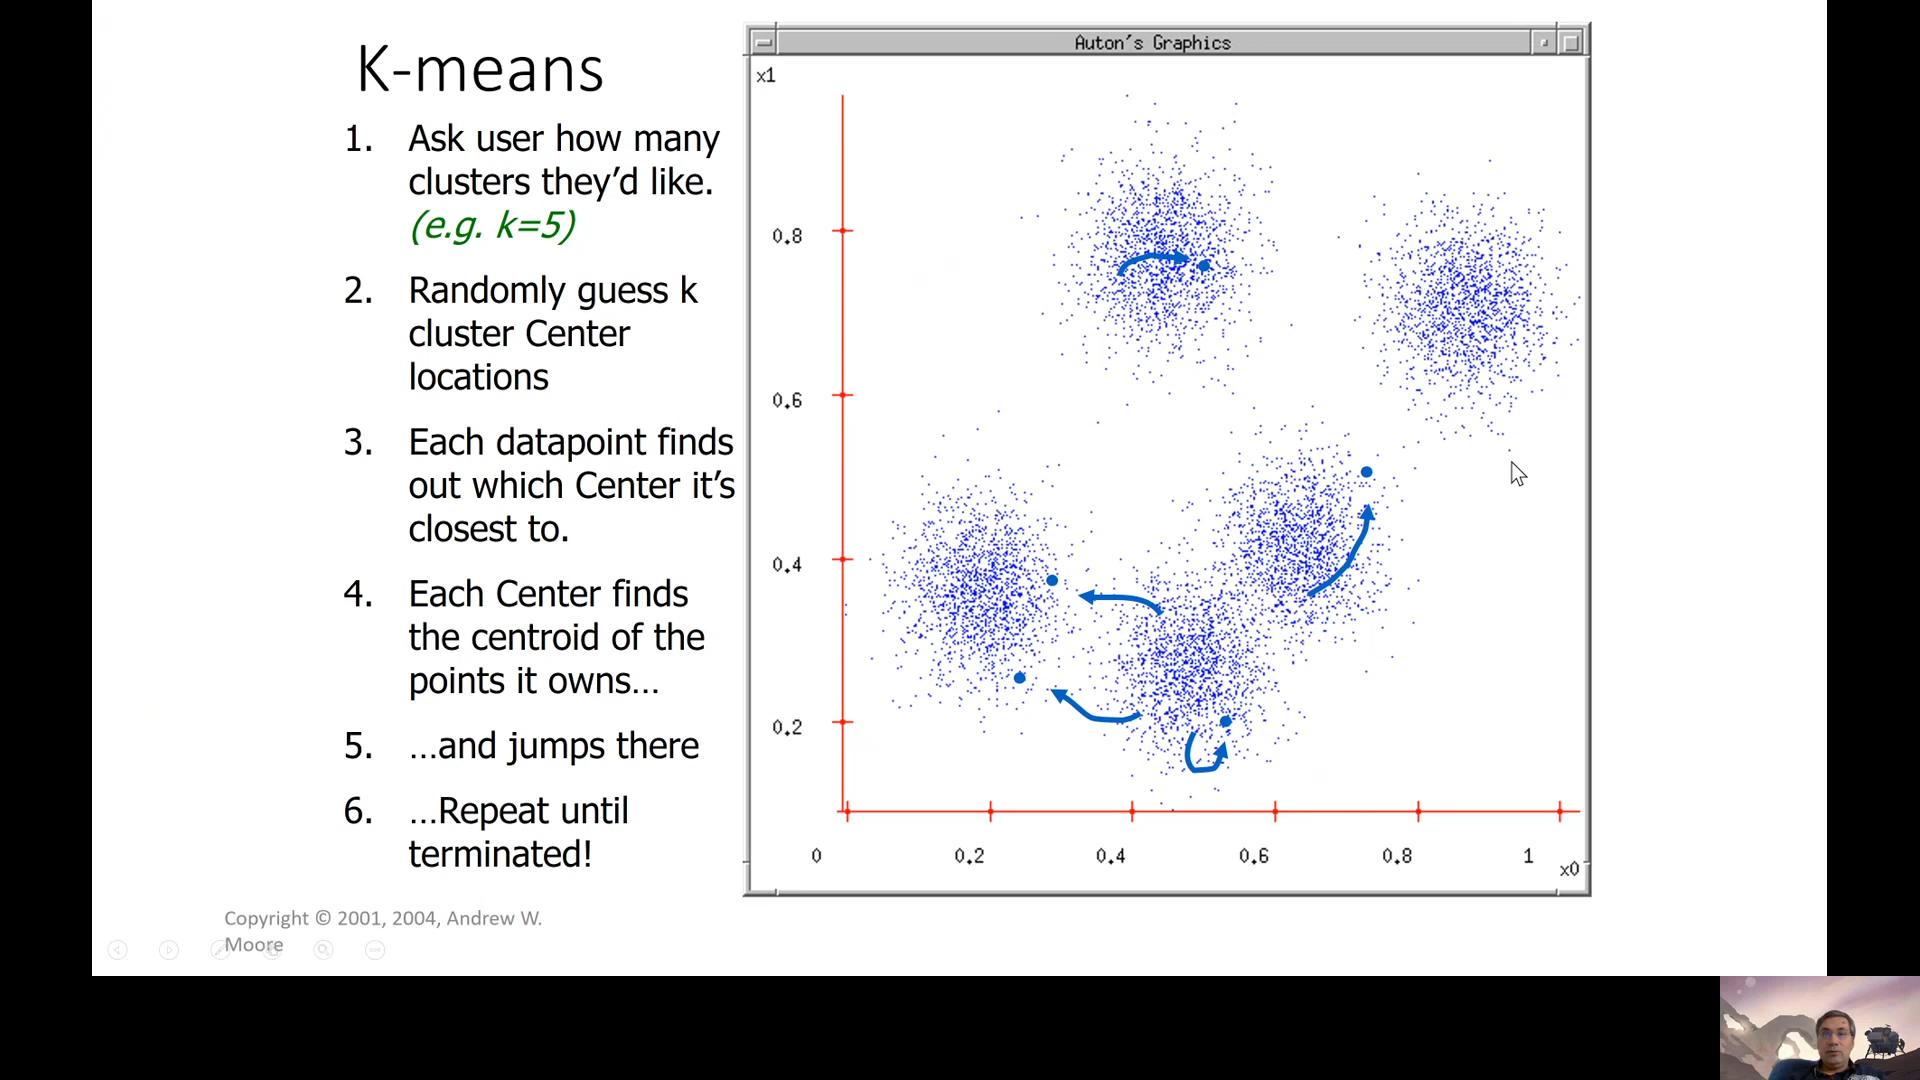 K-means
1. Ask user how many
clusters they’d like.
(e.g. k=5)
2. Randomly guess k
cluster Center
locations
3. Each datapoint finds
out which Center it’s
closest to.
4. Each Center finds
the centroid of the
points it owns…
5. …and jumps there
6. …Repeat until
terminated!
Copyright © 2001, 2004, Andrew W.
Moore
Auton's Graphics
x1
0.8
0.6
0.4
0.2
0 0.2 0.4 0.6 0.8 1
x0